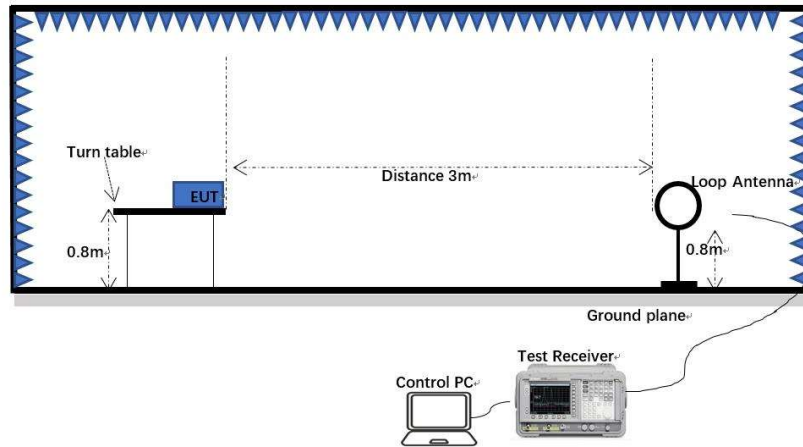 Turn table
Distance 3m
Loop Antenna
EUT
0.8m
0.8m
Ground plane
Test Receiver
Control PC